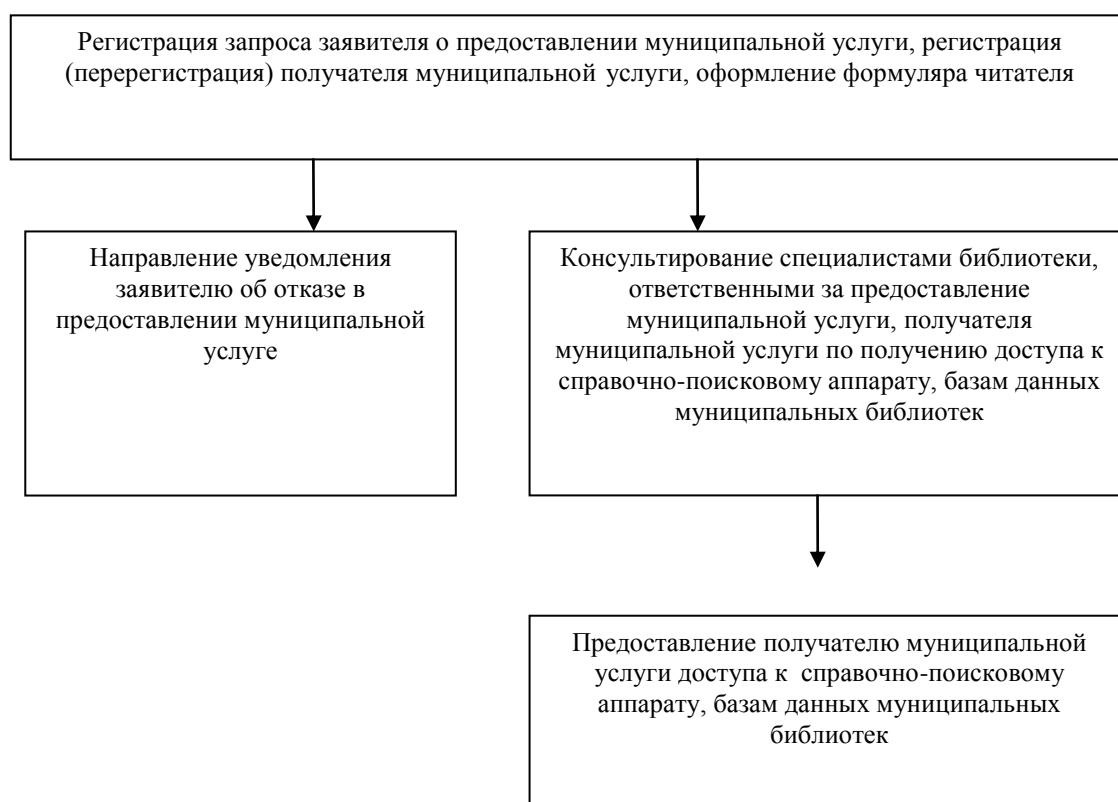 Регистрация запроса заявителя о предоставлении муниципальной услуги, регистрация
(перерегистрация) получателя муниципальной услуги, оформление формуляра читателя
Направление уведомления
заявителю об отказе в
предоставлении муниципальной
услуге
Консультирование специалистами библиотеки,
ответственными за предоставление
муниципальной услуги, получателя
муниципальной услуги по получению доступа к
справочно-поисковому аппарату, базам данных
муниципальных библиотек
Предоставление получателю муниципальной
услуги доступа к справочно-поисковому
аппарату, базам данных муниципальных
библиотек